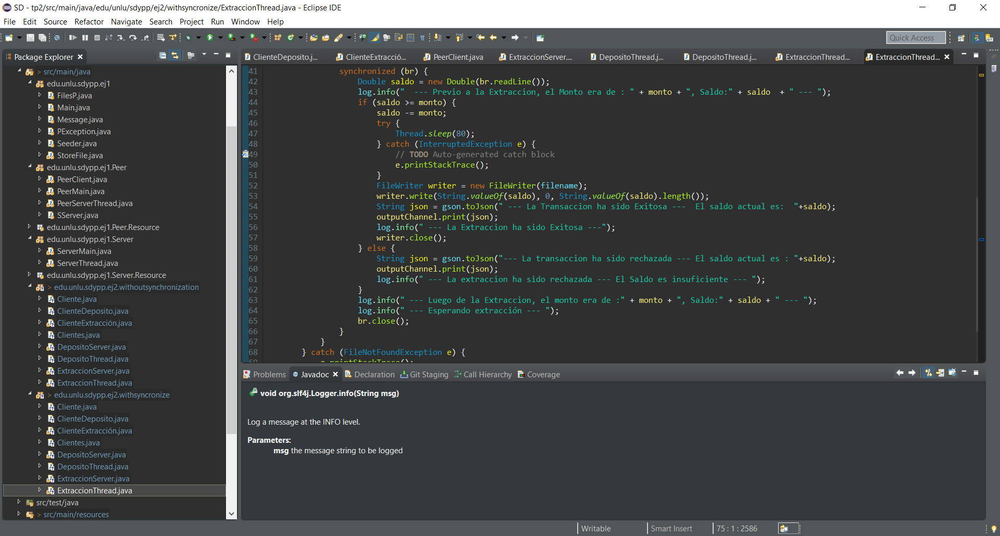 SD - tp2/src/main/java/edu/unlu/sdypp/ej2/withsyncronize/ExtraccionThread.java - Eclipse IDE
File Edit Source Refactor Navigate Search Project Run Window Help
Quick Access
Package Explorer
> src/main/java
edu.unlu.sdypp.ej1
FilesP.java
Main.java
Message.java
PException.java
Seeder.java
StoreFile.java
edu.unlu.sdypp.ej1.Peer
PeerClient.java
PeerMain.java
PeerServerThread.java
SServer.java
edu.unlu.sdypp.ej1.Peer.Resource
edu.unlu.sdypp.ej1.Server
ServerMain.java
ServerThread.java
edu.unlu.sdypp.ej1.Server.Resource
> edu.unlu.sdypp.ej2.withoutsynchronization
Cliente.java
ClienteDeposito.java
ClienteExtracción.java
Clientes.java
DepositoServer.java
DepositoThread.java
ExtraccionServer.java
ExtraccionThread.java
> edu.unlu.sdypp.ej2.withsyncronize
Cliente.java
ClienteDeposito.java
ClienteExtracción.java
Clientes.java
DepositoServer.java
DepositoThread.java
ExtraccionServer.java
ExtraccionThread.java
src/test/java
> src/main/resources
ClienteDeposito.j... ClienteExtracció... PeerClient.java ExtraccionServer.... DepositoThread.j... DepositoThread.j... ExtraccionThread... ExtraccionThread...
41 synchronized (br) {
42 Double saldo = new Double(br.readLine());
43 log.info("  --- Previo a la Extraccion, el Monto era de : " + monto + ", Saldo:" + saldo  + " --- ");
44 if (saldo >= monto) {
45 saldo -= monto;
46 try {
47 Thread.sleep(80);
48 } catch (InterruptedException e) {
49 // TODO Auto-generated catch block
50 e.printStackTrace();
51 }
52 FileWriter writer = new FileWriter(filename);
53 writer.write(String.valueOf(saldo), 0, String.valueOf(saldo).length());
54 String json = gson.toJson(" --- La Transaccion ha sido Exitosa ---  El saldo actual es:  "+saldo);
55 outputChannel.print(json);
56 log.info(" --- La Extraccion ha sido Exitosa ---");
57 writer.close();
58 } else {
59 String json = gson.toJson("--- La transaccion ha sido rechazada --- El saldo actual es : "+saldo);
60 outputChannel.print(json);
61 log.info(" --- La extraccion ha sido rechazada --- El Saldo es insuficiente --- ");
62 }
63 log.info(" --- Luego de la Extraccion, el monto era de :" + monto + ", Saldo:" + saldo + " --- ");
64 log.info(" --- Esperando extracción --- ");
65 br.close();
66 }
67 }
68 } catch (FileNotFoundException e) {
69 e.printStackTrace();
Problems Javadoc Declaration Git Staging Call Hierarchy Coverage
void org.slf4j.Logger.info(String msg)
Log a message at the INFO level.
Parameters:
msg the message string to be logged
Writable Smart Insert 75 : 1 : 2586